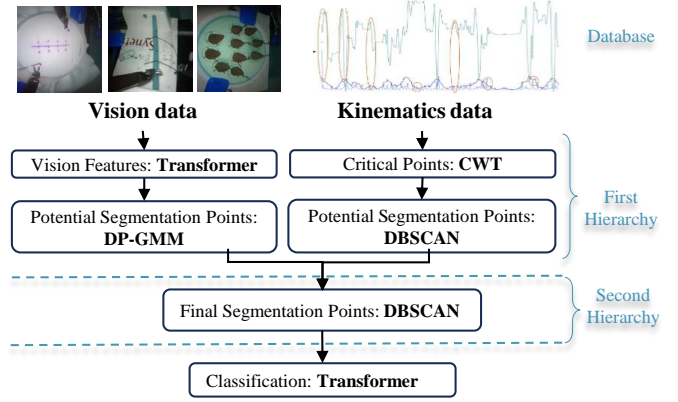 Database
Vision data
Kinematics data
Vision Features: Transformer
Critical Points: CWT
First
Hierarchy
Potential Segmentation Points:
DP-GMM
Potential Segmentation Points:
DBSCAN
Second
Hierarchy
Final Segmentation Points: DBSCAN
Classification: Transformer